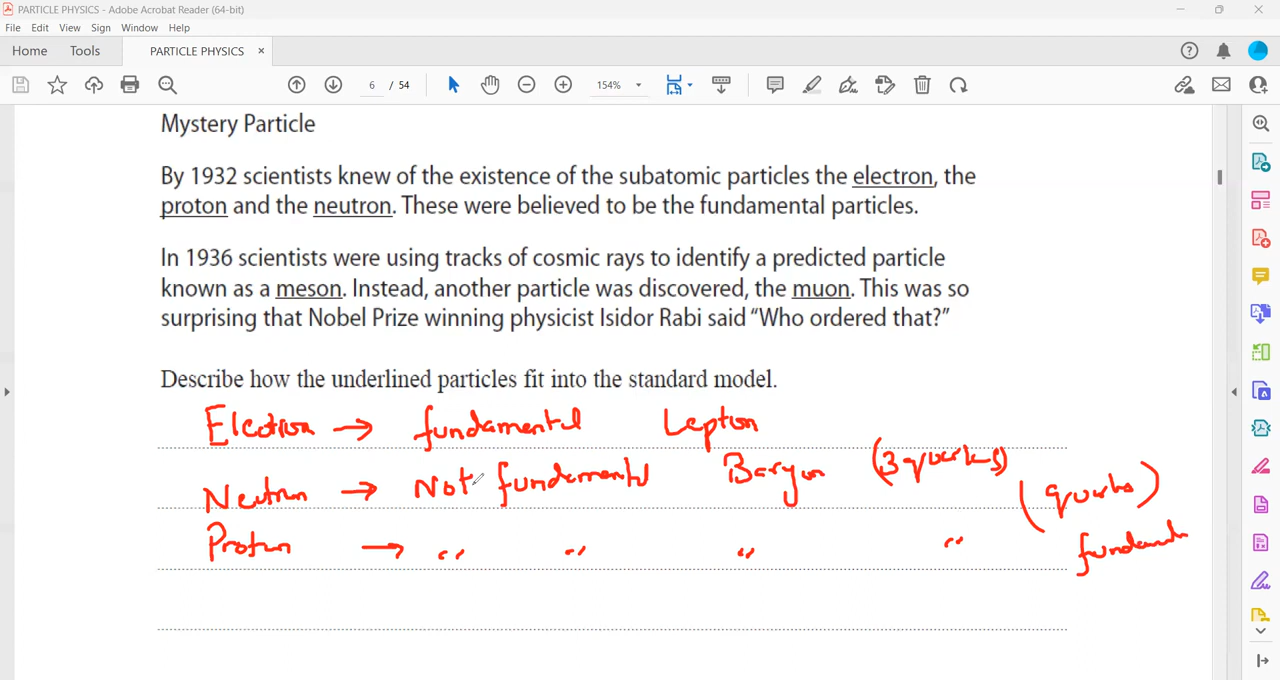 PARTICLE PHYSICS - Adobe Acrobat Reader (64-bit)
File Edit View Sign Window Help
Home Tools PARTICLE PHYSICS ×
6 / 54 154%
Mystery Particle
By 1932 scientists knew of the existence of the subatomic particles the electron, the
proton and the neutron. These were believed to be the fundamental particles.
In 1936 scientists were using tracks of cosmic rays to identify a predicted particle
known as a meson. Instead, another particle was discovered, the muon. This was so
surprising that Nobel Prize winning physicist Isidor Rabi said “Who ordered that?”
Describe how the underlined particles fit into the standard model.
Electron → fundamental Lepton
Neutron → Not fundamental Baryon (3 quarks) (quarks)
Proton → " " " " fundamental